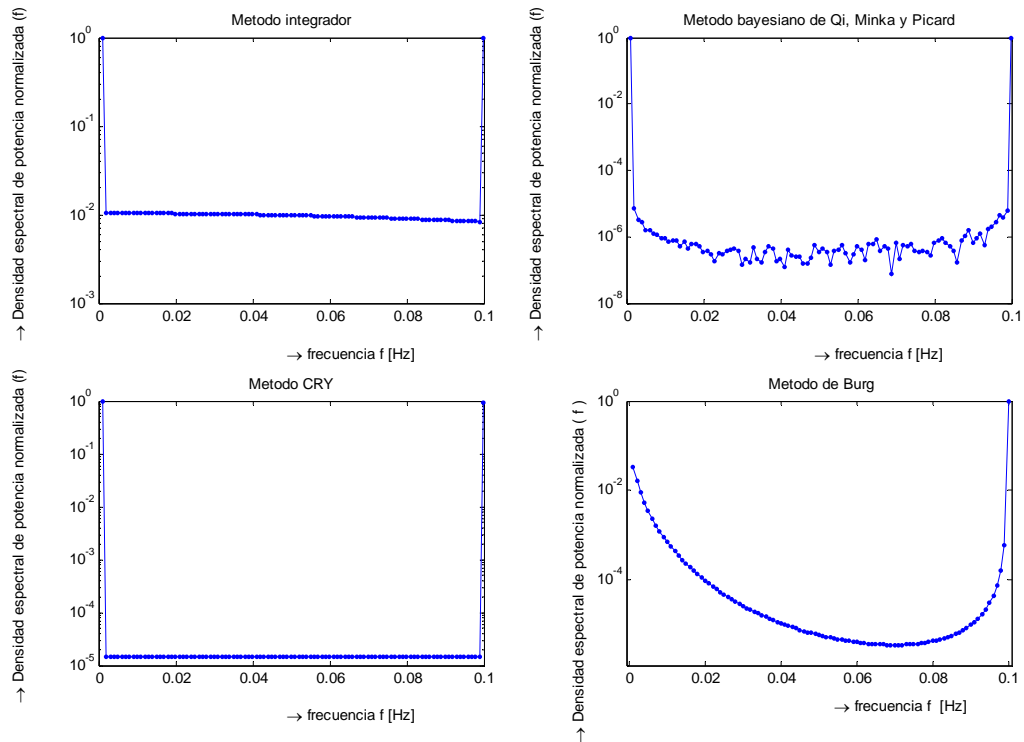 Metodo integrador
→ Densidad espectral de potencia normalizada (f)
10^0
10^-1
10^-2
10^-3
0 0.02 0.04 0.06 0.08 0.1
→ frecuencia f [Hz]
Metodo bayesiano de Qi, Minka y Picard
→ Densidad espectral de potencia normalizada (f)
10^0
10^-2
10^-4
10^-6
10^-8
0 0.02 0.04 0.06 0.08 0.1
→ frecuencia f [Hz]
Metodo CRY
→ Densidad espectral de potencia normalizada (f)
10^0
10^-1
10^-2
10^-3
10^-4
10^-5
0 0.02 0.04 0.06 0.08 0.1
→ frecuencia f [Hz]
Metodo de Burg
→ Densidad espectral de potencia normalizada ( f )
10^0
10^-2
10^-4
0 0.02 0.04 0.06 0.08 0.1
→ frecuencia f [Hz]